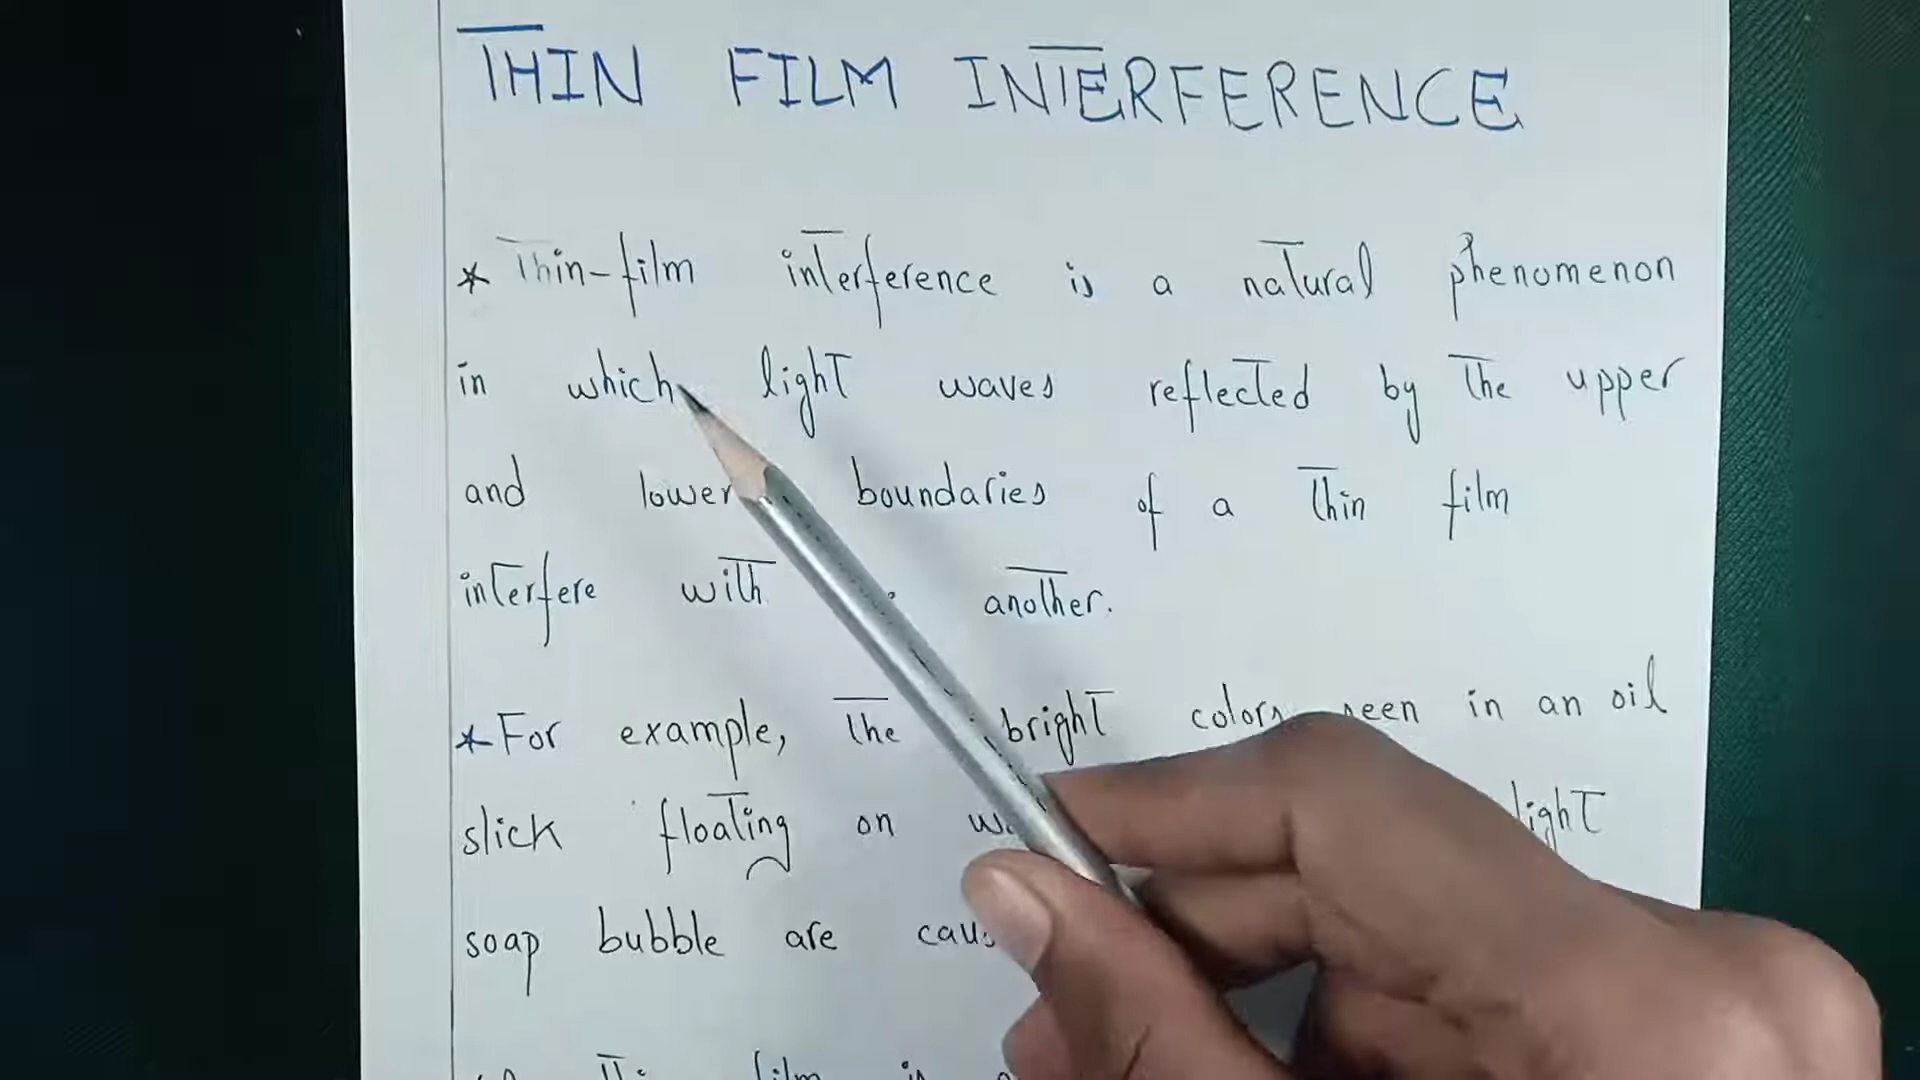 THIN FILM INTERFERENCE
* Thin-film interference is a natural phenomenon
in which light waves reflected by the upper
and lower boundaries of a thin film
interfere with another.
* For example, the bright colors seen in an oil
slick floating on light
soap bubble are
film is